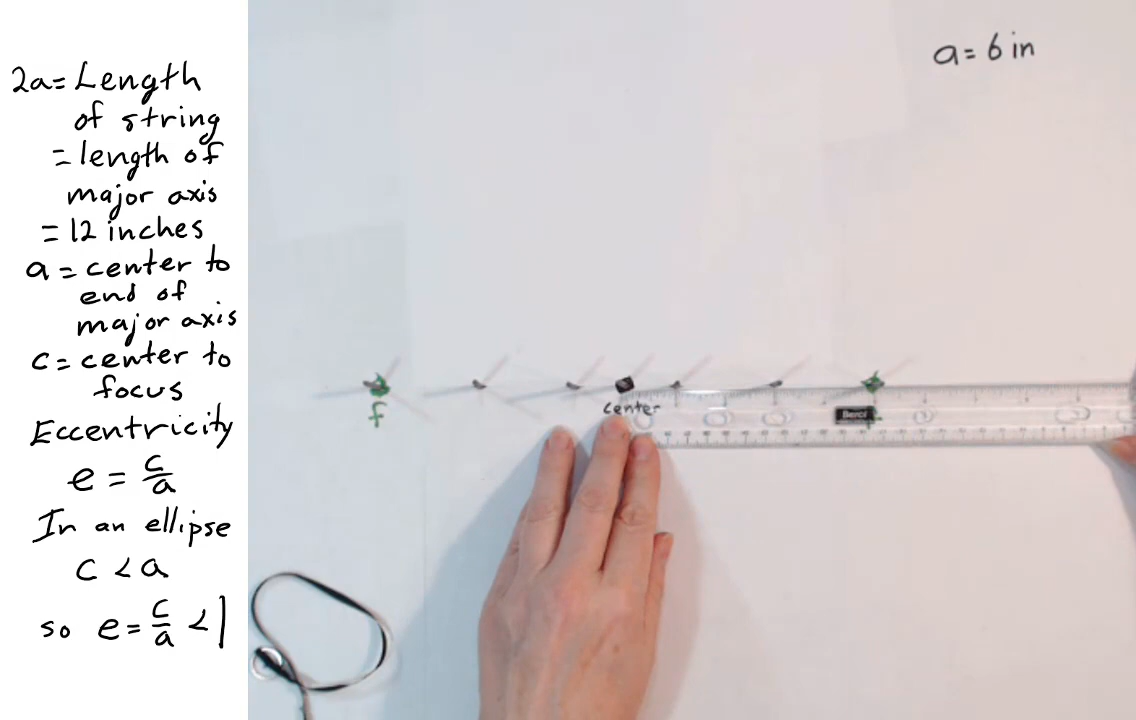 2a = Length
of string
= length of
major axis
= 12 inches
a = center to
end of
major axis
c = center to
focus
Eccentricity
e = c/a
In an ellipse
c < a
so e = c/a < 1
a = 6 in
f
center
Berol
f